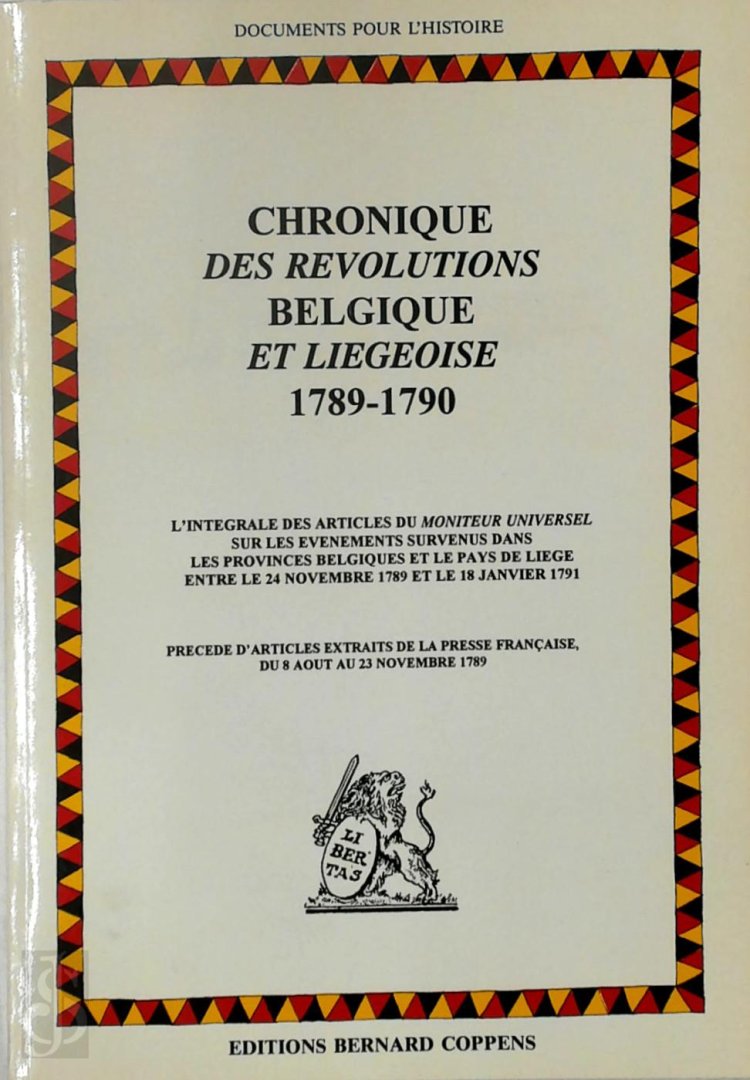 DOCUMENTS POUR L'HISTOIRE
CHRONIQUE
DES REVOLUTIONS
BELGIQUE
ET LIEGEOISE
1789-1790
L'INTEGRALE DES ARTICLES DU MONITEUR UNIVERSEL
SUR LES EVENEMENTS SURVENUS DANS
LES PROVINCES BELGIQUES ET LE PAYS DE LIEGE
ENTRE LE 24 NOVEMBRE 1789 ET LE 18 JANVIER 1791
PRECEDE D'ARTICLES EXTRAITS DE LA PRESSE FRANÇAISE,
DU 8 AOUT AU 23 NOVEMBRE 1789
LI
BER
TAS
EDITIONS BERNARD COPPENS